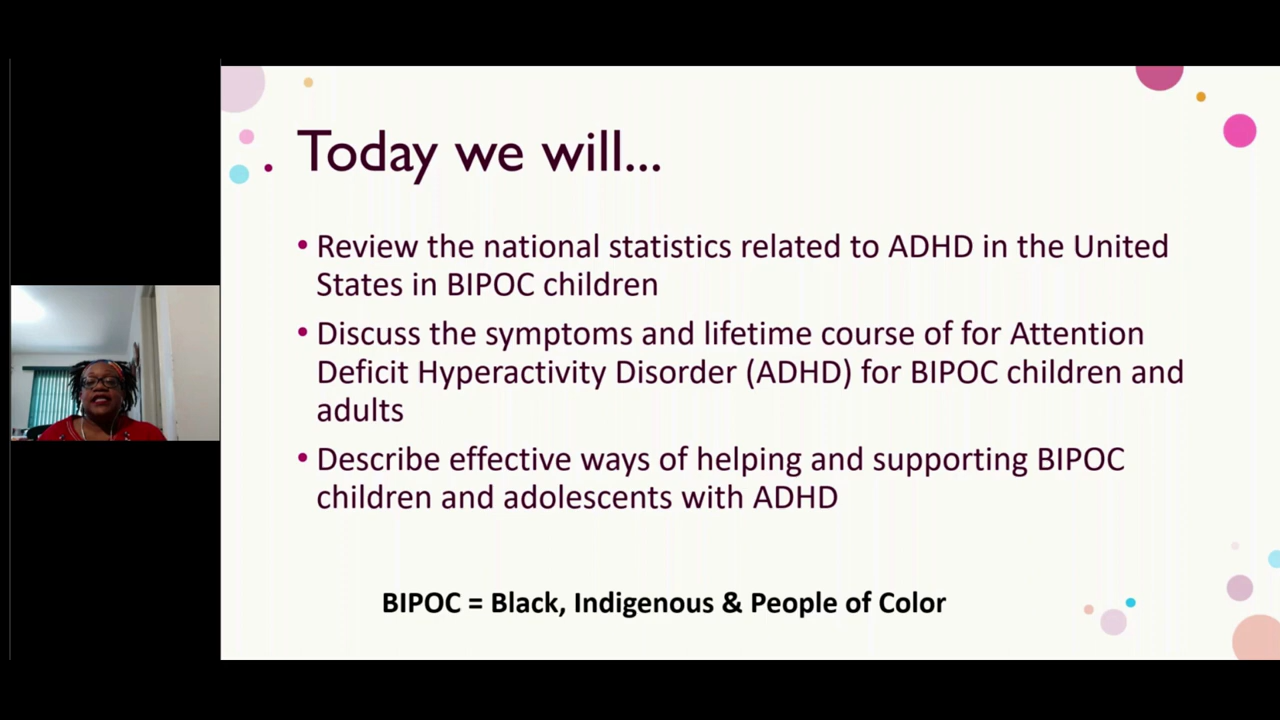 Today we will...
• Review the national statistics related to ADHD in the United
States in BIPOC children
• Discuss the symptoms and lifetime course of for Attention
Deficit Hyperactivity Disorder (ADHD) for BIPOC children and
adults
• Describe effective ways of helping and supporting BIPOC
children and adolescents with ADHD
BIPOC = Black, Indigenous & People of Color